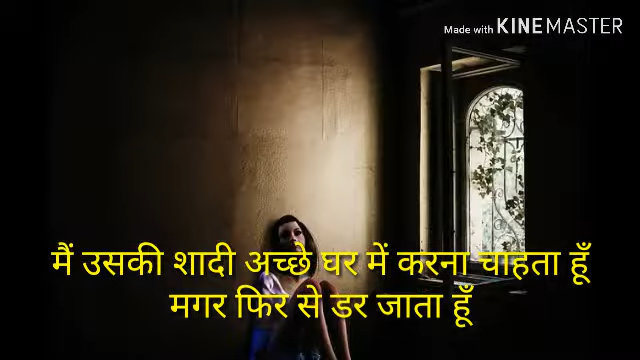 Made with KINEMASTER
मैं उसकी शादी अच्छे घर में करना चाहता हूँ
मगर फिर से डर जाता हूँ